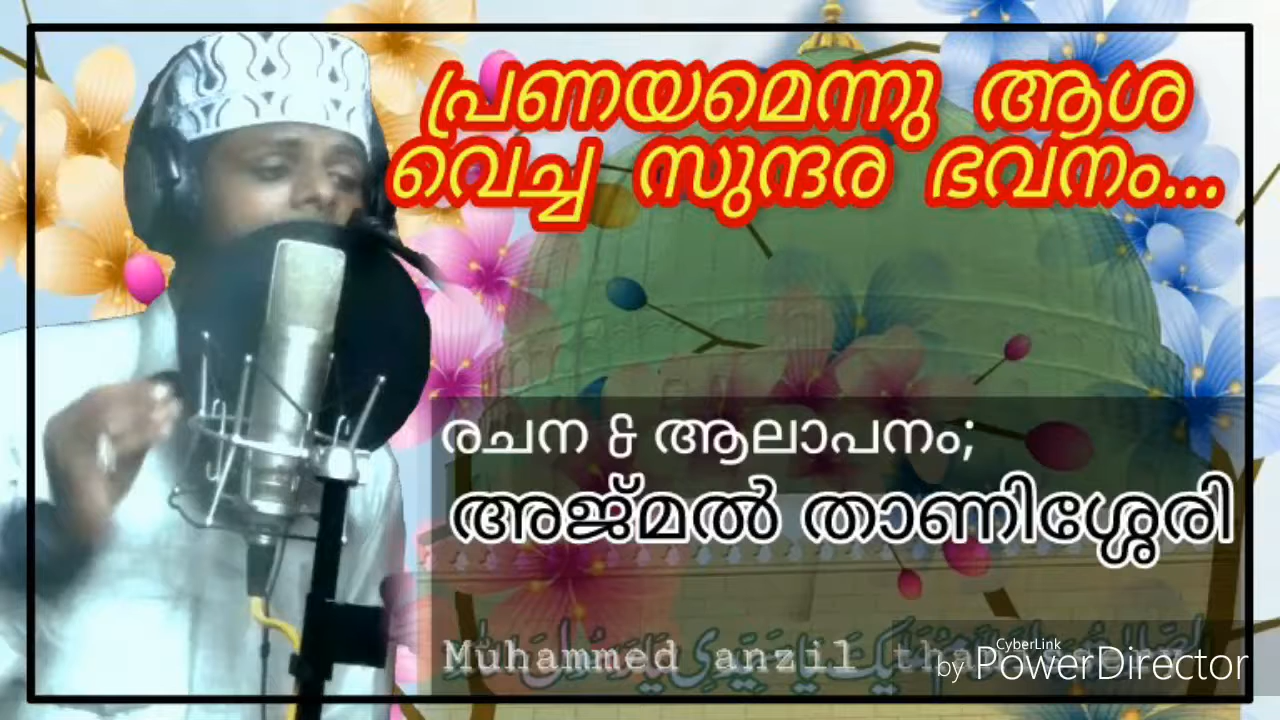 പ്രണയമെന്നു ആശ
വെച്ച സുന്ദര ഭവനം...
രചന & ആലാപനം;
അജ്മൽ താണിശ്ശേരി
Muhammed anzil
CyberLink
by PowerDirector